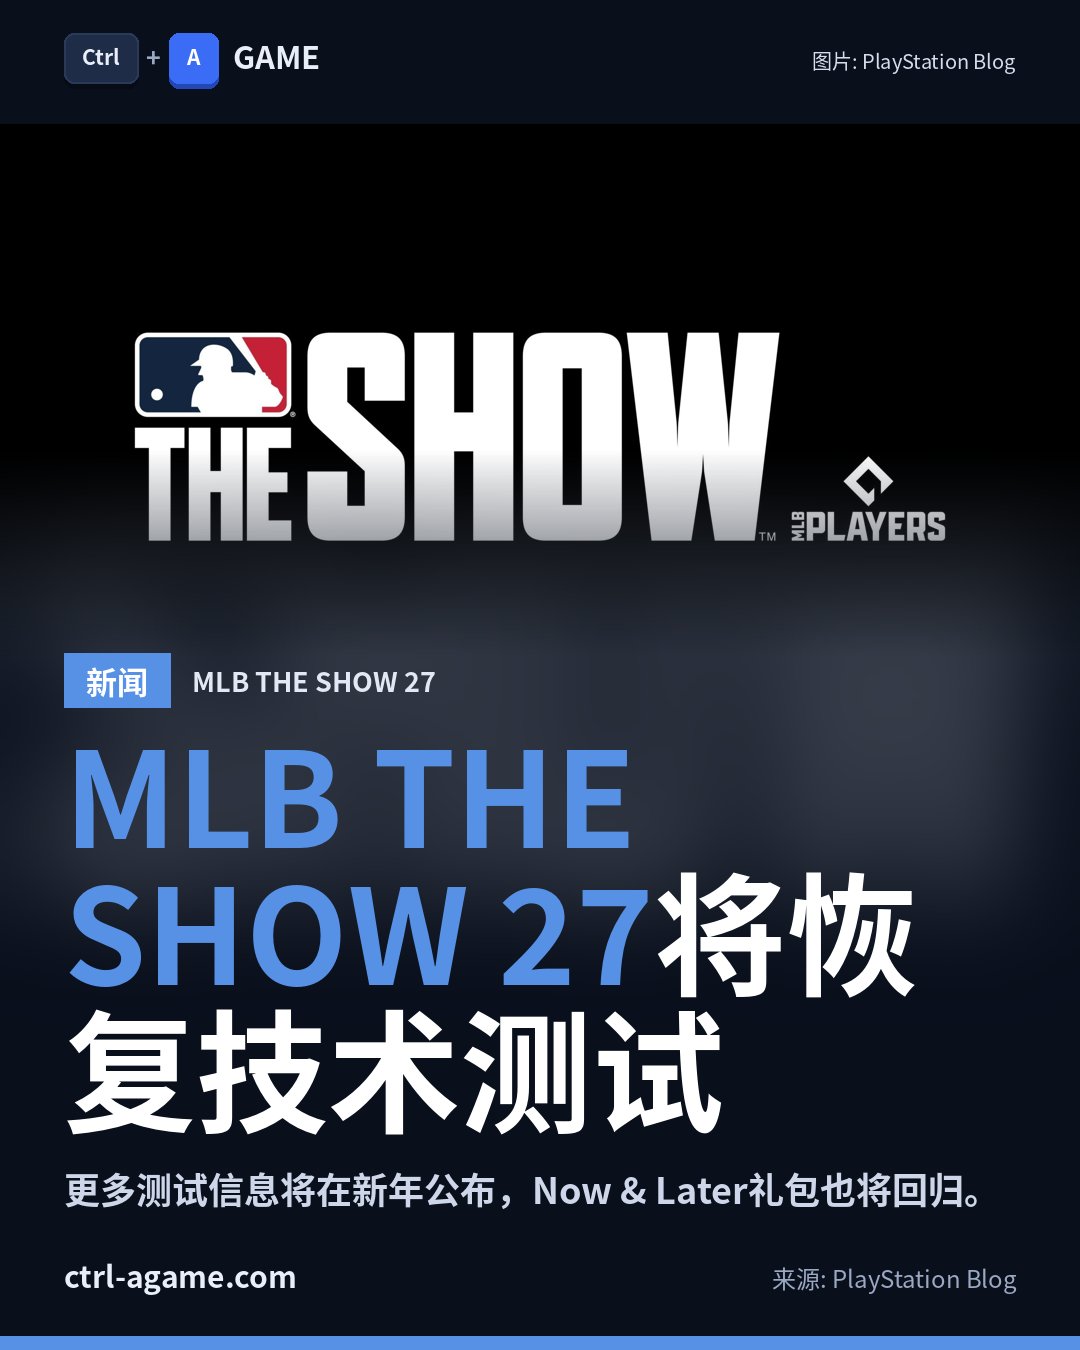 Ctrl + A GAME
图片: PlayStation Blog
THE SHOW™
MLB PLAYERS
新闻 MLB THE SHOW 27
MLB THE
SHOW 27将恢
复技术测试
更多测试信息将在新年公布，Now & Later礼包也将回归。
ctrl-agame.com
来源: PlayStation Blog